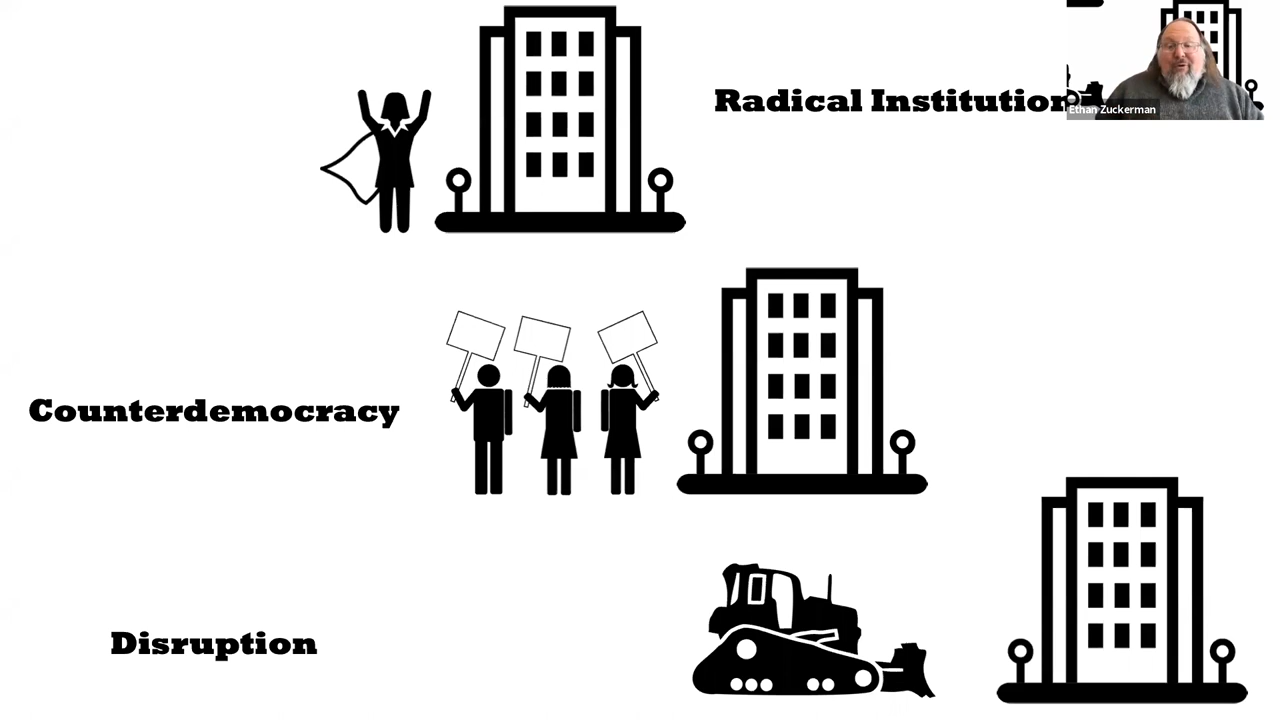 Radical Institution
Ethan Zuckerman
Counterdemocracy
Disruption